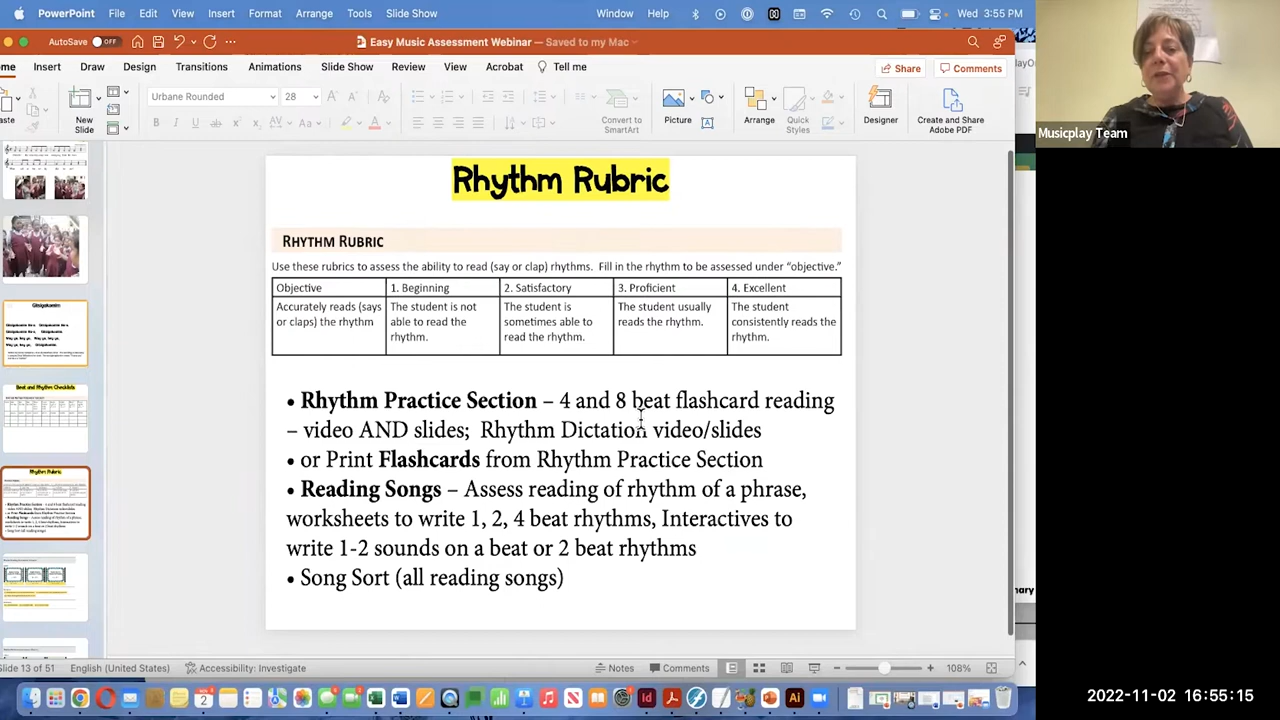 PowerPoint File Edit View Insert Format Arrange Tools Slide Show Window Help Wed 3:55 PM
AutoSave OFF Easy Music Assessment Webinar — Saved to my Mac
me Insert Draw Design Transitions Animations de Show Review View Acrobat Tell me Share Comments
Urbane Rounded 28
aste New Slide Convert to SmartArt Picture Arrange Quick Styles Designer Create and Share Adobe PDF
Musicplay Team
Rhythm Rubric
RHYTHM RUBRIC
Use these rubrics to assess the ability to read (say or clap) rhythms. Fill in the rhythm to be assessed under “objective.”
Objective 1. Beginning 2. Satisfactory 3. Proficient 4. Excellent
Accurately reads (says or claps) the rhythm
The student is not able to read the rhythm.
The student is sometimes able to read the rhythm.
The student usually reads the rhythm.
The student consistently reads the rhythm.
• Rhythm Practice Section – 4 and 8 beat flashcard reading
– video AND slides; Rhythm Dictation video/slides
• or Print Flashcards from Rhythm Practice Section
• Reading Songs – Assess reading of rhythm of a phrase,
worksheets to write 1, 2, 4 beat rhythms, Interactives to
write 1-2 sounds on a beat or 2 beat rhythms
• Song Sort (all reading songs)
Beat and Rhythm Checklists
Rhythm Rubric
nary
Slide 13 of 51 English (United States) Accessibility: Investigate Notes Comments 108%
2022-11-02 16:55:15